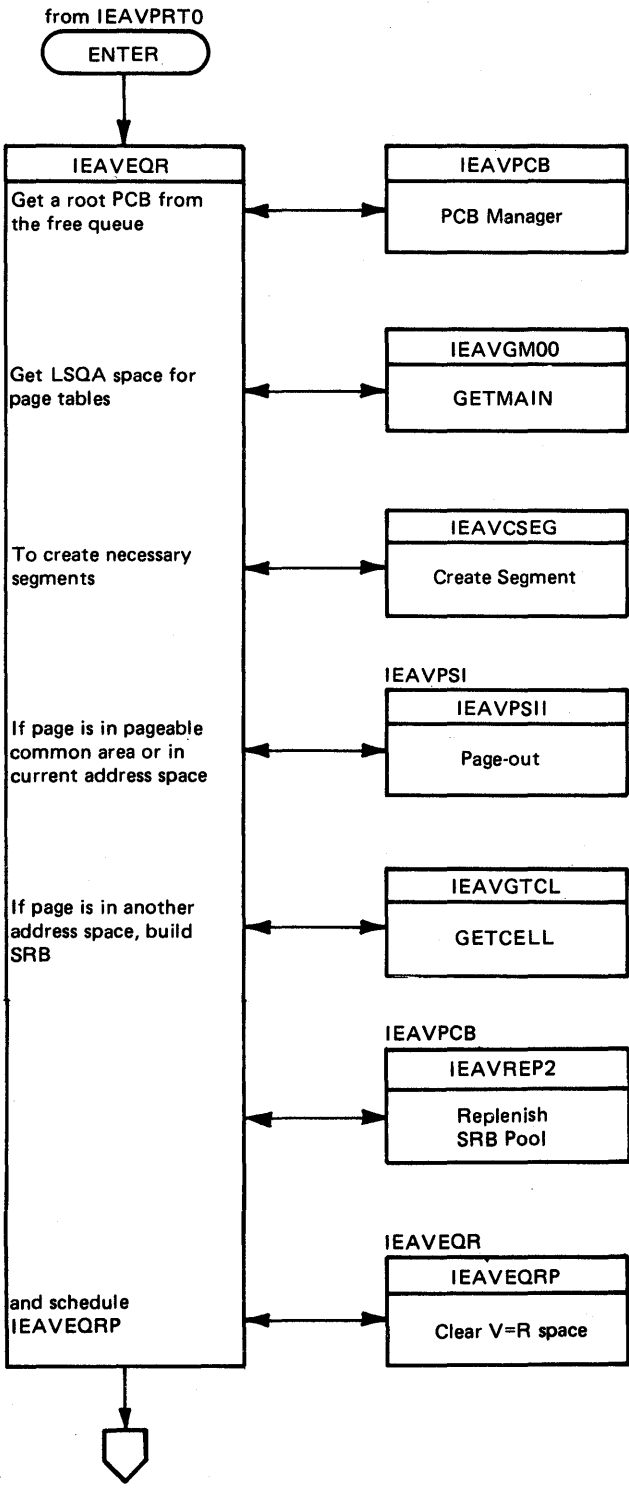 from IEAVPRT0
ENTER
IEAVEQR
Get a root PCB from
the free queue
IEAVPCB
PCB Manager
Get LSQA space for
page tables
IEAVGM00
GETMAIN
To create necessary
segments
IEAVCSEG
Create Segment
If page is in pageable
common area or in
current address space
IEAVPSI
IEAVPSII
Page-out
If page is in another
address space, build
SRB
IEAVGTCL
GETCELL
IEAVPCB
IEAVREP2
Replenish
SRB Pool
and schedule
IEAVEQRP
IEAVEQR
IEAVEQRP
Clear V=R space